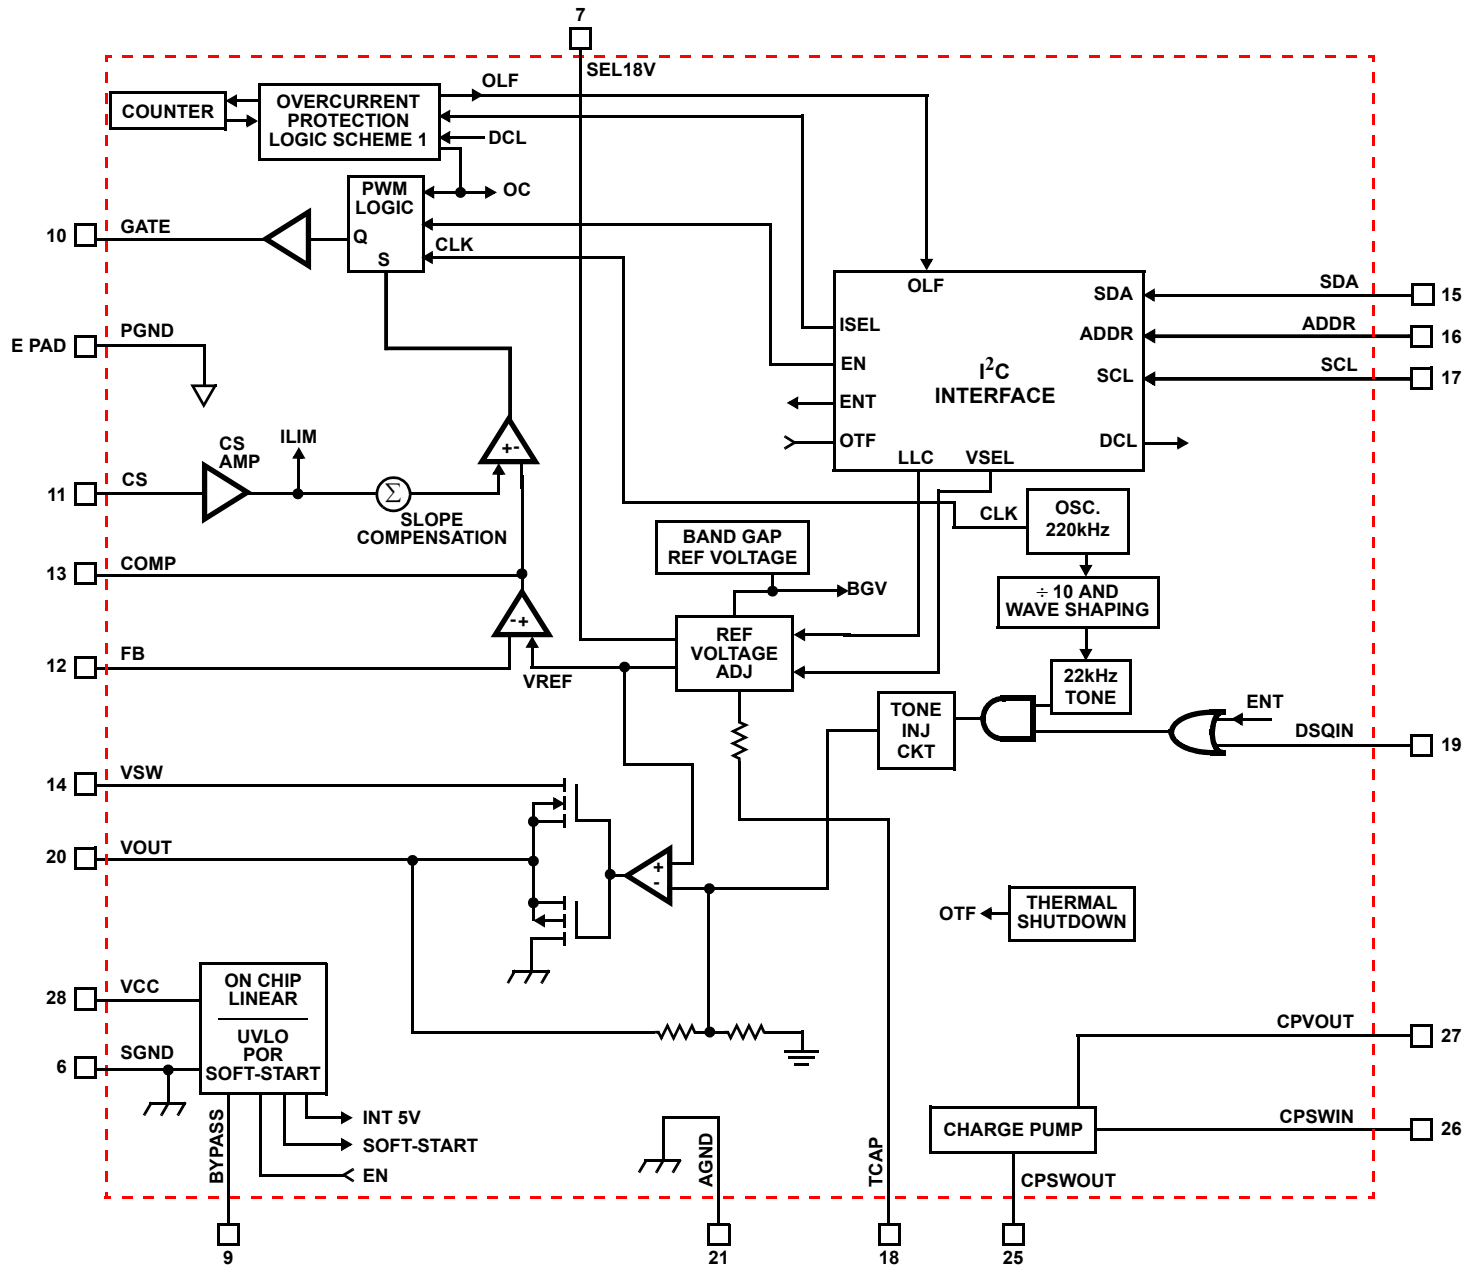 7
SEL18V
OLF
COUNTER
OVERCURRENT
PROTECTION
LOGIC SCHEME 1
DCL
OC
PWM
LOGIC
Q
S
CLK
10
GATE
E PAD
PGND
OLF
ISEL
EN
ENT
OTF
LLC
VSEL
I²C
INTERFACE
SDA
ADDR
SCL
DCL
SDA
15
ADDR
16
SCL
17
11
CS
CS
AMP
ILIM
Σ
SLOPE
COMPENSATION
+-
13
COMP
-+
12
FB
VREF
BAND GAP
REF VOLTAGE
BGV
REF
VOLTAGE
ADJ
CLK
OSC.
220kHz
÷ 10 AND
WAVE SHAPING
22kHz
TONE
TONE
INJ
CKT
ENT
DSQIN
19
14
VSW
20
VOUT
+
-
OTF
THERMAL
SHUTDOWN
28
VCC
6
SGND
ON CHIP
LINEAR
UVLO
POR
SOFT-START
INT 5V
SOFT-START
EN
BYPASS
9
AGND
21
TCAP
18
CPVOUT
27
CHARGE PUMP
CPSWIN
26
CPSWOUT
25